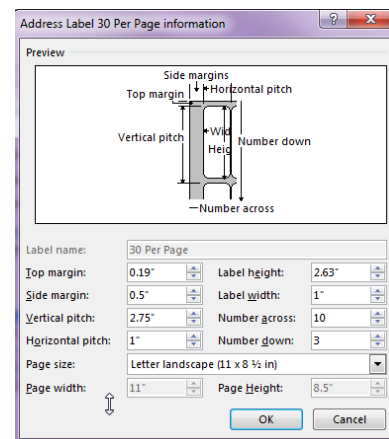 Address Label 30 Per Page information
Preview
Side margins
Top margin Horizontal pitch
Vertical pitch Wid Number down
Heig
Number across
Label name: 30 Per Page
Top margin: 0.19" Label height: 2.63"
Side margin: 0.5" Label width: 1"
Vertical pitch: 2.75" Number across: 10
Horizontal pitch: 1" Number down: 3
Page size: Letter landscape (11 x 8 ½ in)
Page width: 11" Page Height: 8.5"
OK Cancel